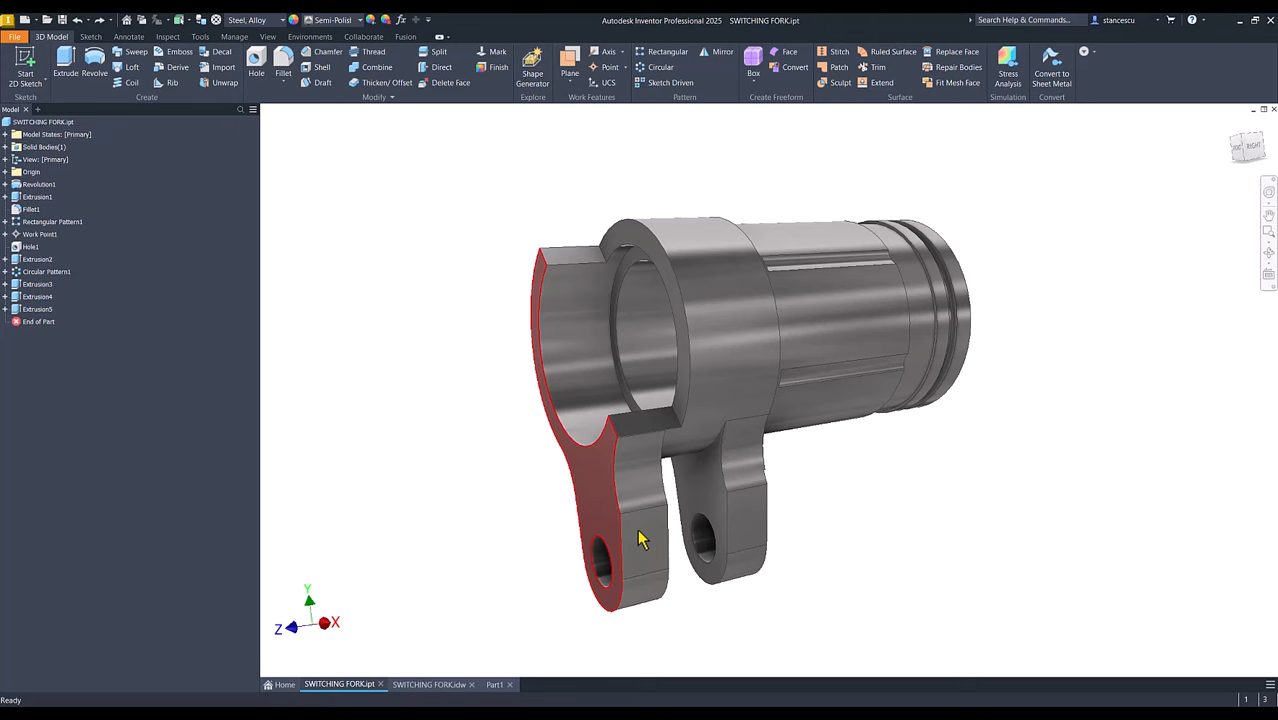 Steel, Alloy
Semi-Polisl
fx
Autodesk Inventor Professional 2025 SWITCHING FORK.ipt
Search Help & Commands...
stancescu
File 3D Model Sketch Annotate Inspect Tools Manage View Environments Collaborate Fusion
Start
2D Sketch
Sketch
Extrude Revolve
Sweep Emboss Decal
Loft Derive Import
Coil Rib Unwrap
Create
Hole Fillet
Chamfer Thread Split Mark
Shell Combine Direct Finish
Draft Thicken/ Offset Delete Face
Modify
Shape
Generator
Explore
Plane
Axis
Point
UCS
Work Features
Rectangular Mirror
Circular
Sketch Driven
Pattern
Box
Face
Convert
Create Freeform
Stitch Ruled Surface Replace Face
Patch Trim Repair Bodies
Sculpt Extend Fit Mesh Face
Surface
Stress
Analysis
Simulation
Convert to
Sheet Metal
Convert
Model
SWITCHING FORK.ipt
Model States: [Primary]
Solid Bodies(1)
View: [Primary]
Origin
Revolution1
Extrusion1
Fillet1
Rectangular Pattern1
Work Point1
Hole1
Extrusion2
Circular Pattern1
Extrusion3
Extrusion4
Extrusion5
End of Part
RIGHT
Y
Z
X
Home SWITCHING FORK.ipt SWITCHING FORK.idw Part1
Ready 1 3